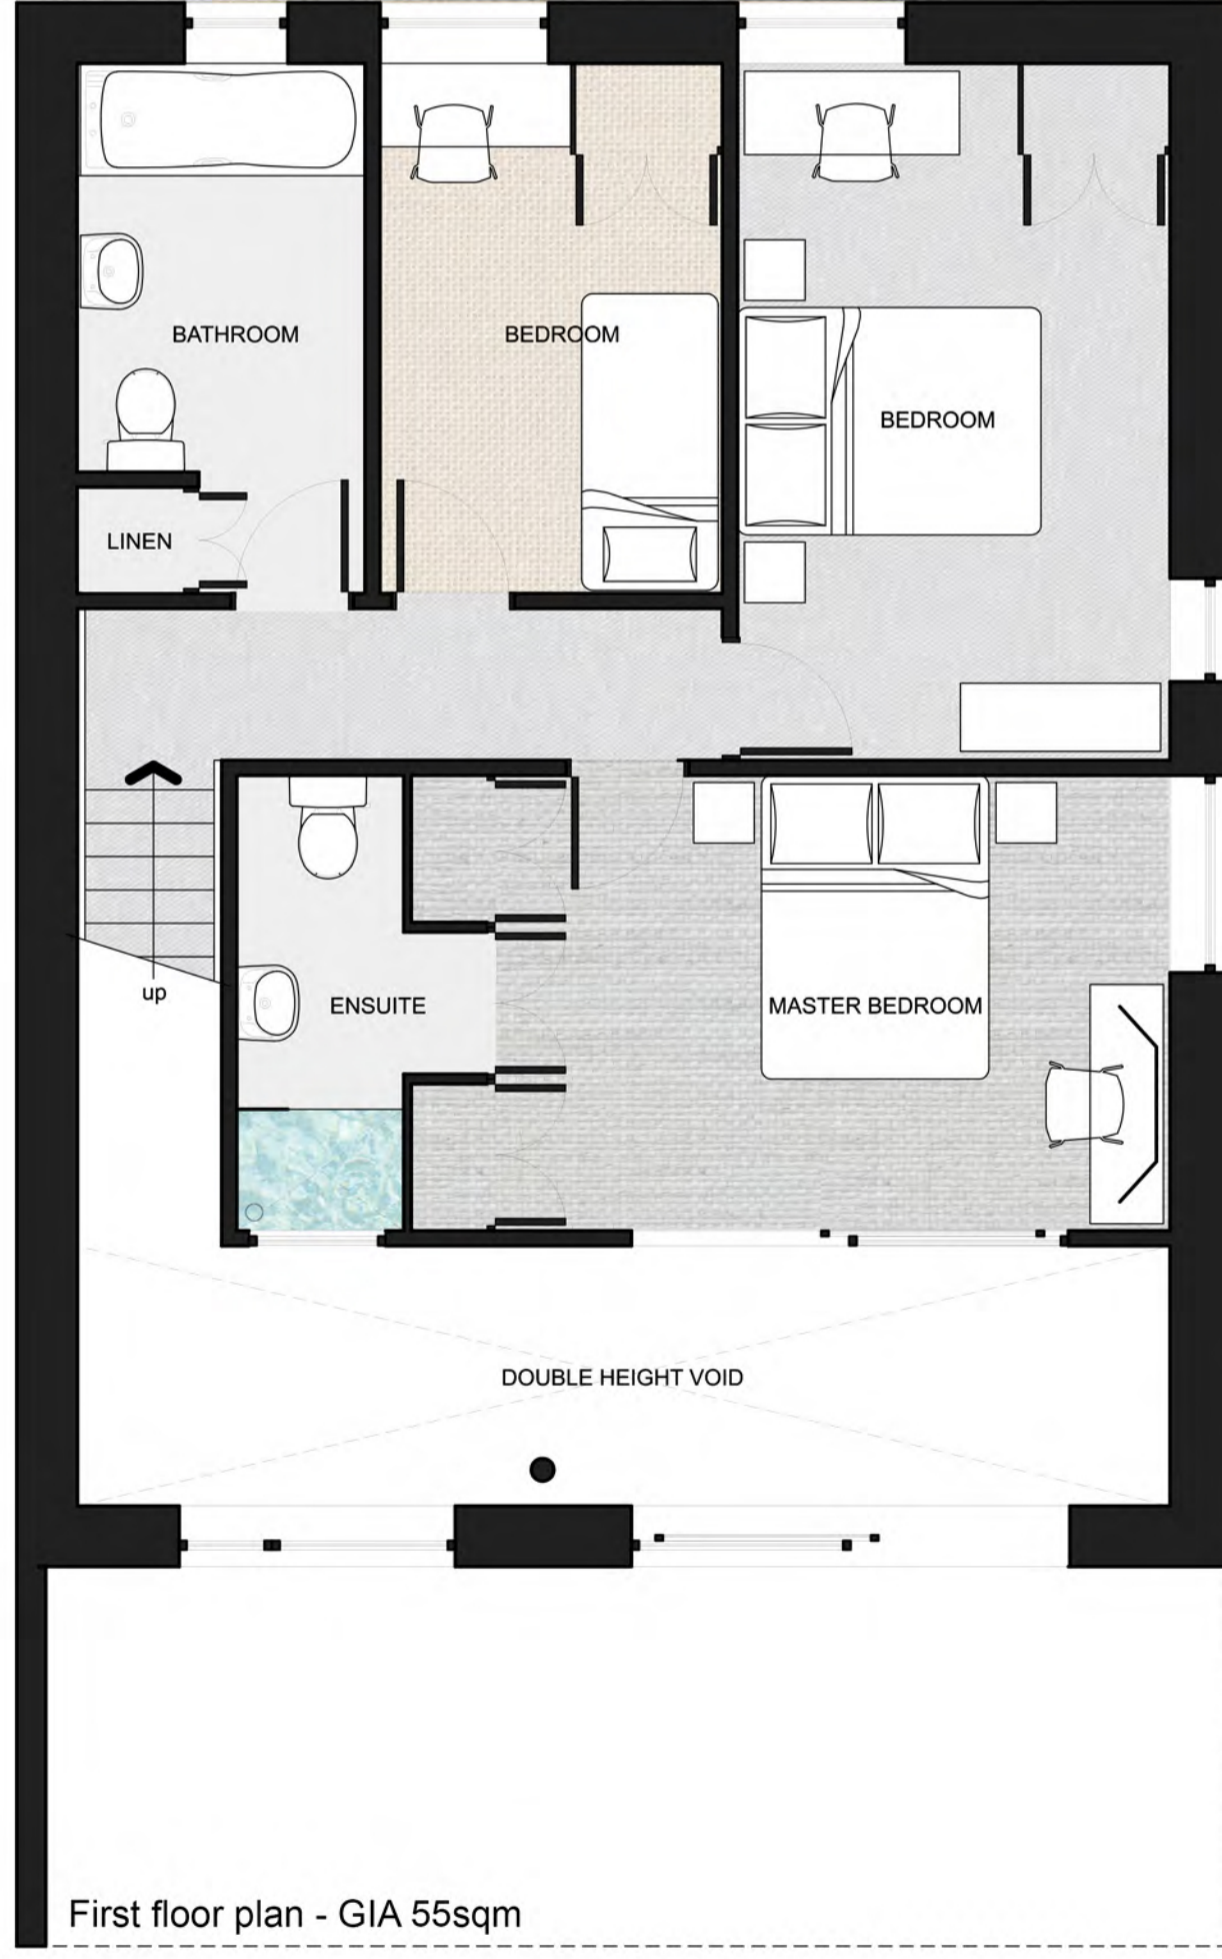 BATHROOM
BEDROOM
BEDROOM
LINEN
up
ENSUITE
MASTER BEDROOM
DOUBLE HEIGHT VOID
First floor plan - GIA 55sqm